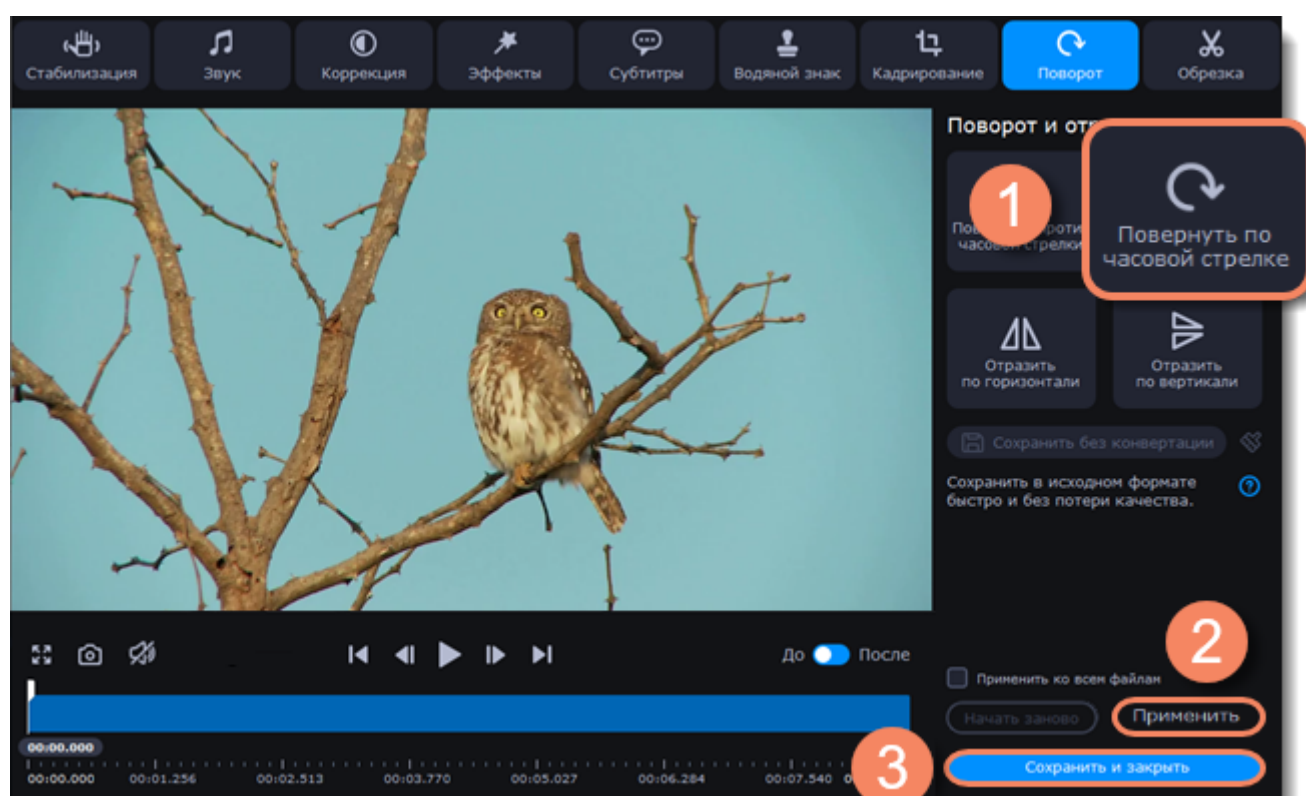 Стабилизация
Звук
Коррекция
Эффекты
Субтитры
Водяной знак
Кадрирование
Поворот
Обрезка
Поворот и
1
часовой стрелки
Повернуть по
часовой стрелке
Отразить
по горизонтали
Отразить
по вертикали
Сохранить без конвертации
Сохранить в исходном формате
быстро и без потери качества.
?
До
После
2
Применить ко всем файлам
Начать заново
Применить
3
Сохранить и закрыть
00:00.000
00:00.000
00:01.256
00:02.513
00:03.770
00:05.027
00:06.284
00:07.540